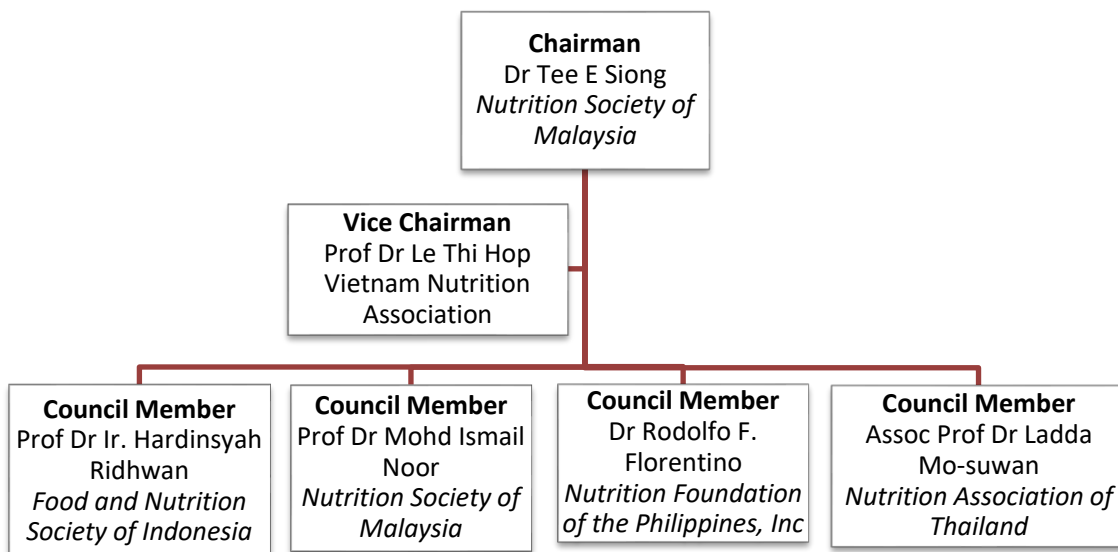 Chairman
Dr Tee E Siong
Nutrition Society of
Malaysia
Vice Chairman
Prof Dr Le Thi Hop
Vietnam Nutrition
Association
Council Member
Prof Dr Ir. Hardinsyah
Ridhwan
Food and Nutrition
Society of Indonesia
Council Member
Prof Dr Mohd Ismail
Noor
Nutrition Society of
Malaysia
Council Member
Dr Rodolfo F.
Florentino
Nutrition Foundation
of the Philippines, Inc
Council Member
Assoc Prof Dr Ladda
Mo-suwan
Nutrition Association of
Thailand